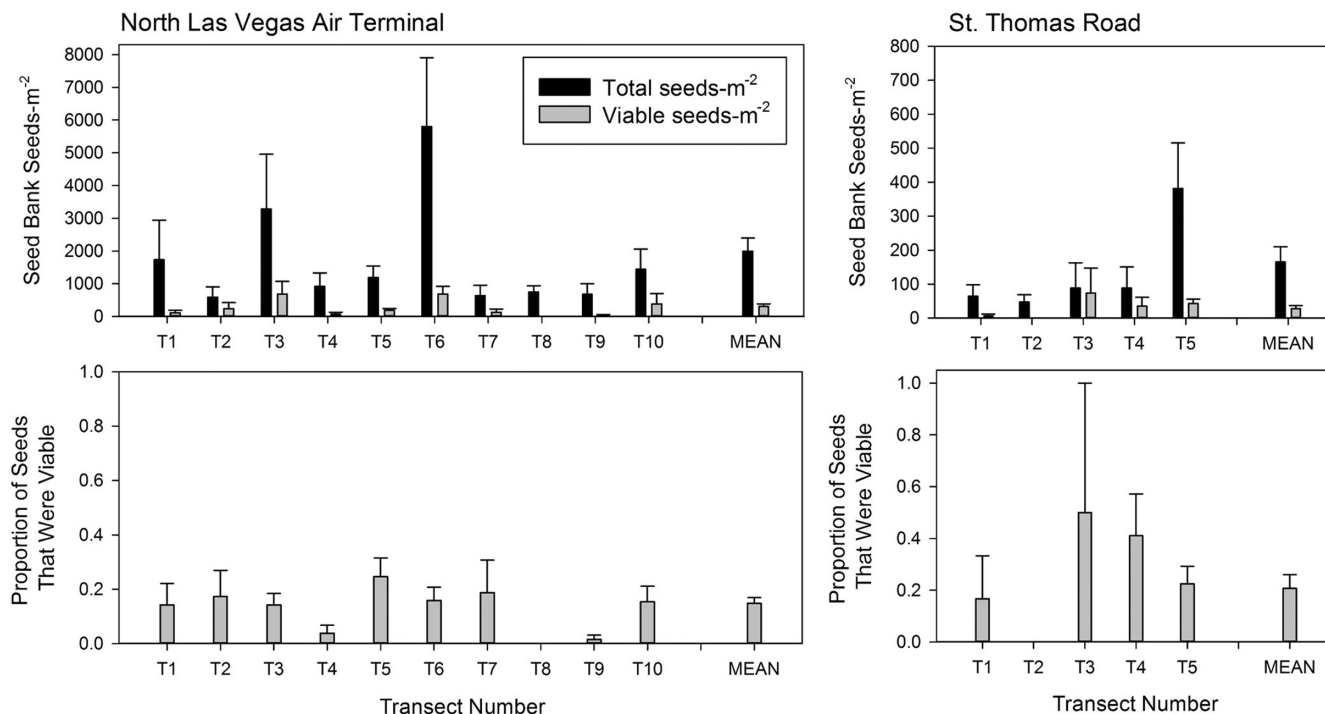 North Las Vegas Air Terminal
Seed Bank Seeds-m-2
8000
7000
6000
5000
4000
3000
2000
1000
0
Total seeds-m-2
Viable seeds-m-2
T1 T2 T3 T4 T5 T6 T7 T8 T9 T10 MEAN
St. Thomas Road
Seed Bank Seeds-m-2
800
700
600
500
400
300
200
100
0
T1 T2 T3 T4 T5 MEAN
Proportion of Seeds
That Were Viable
1.0
0.8
0.6
0.4
0.2
0.0
T1 T2 T3 T4 T5 T6 T7 T8 T9 T10 MEAN
Transect Number
Proportion of Seeds
That Were Viable
1.0
0.8
0.6
0.4
0.2
0.0
T1 T2 T3 T4 T5 MEAN
Transect Number